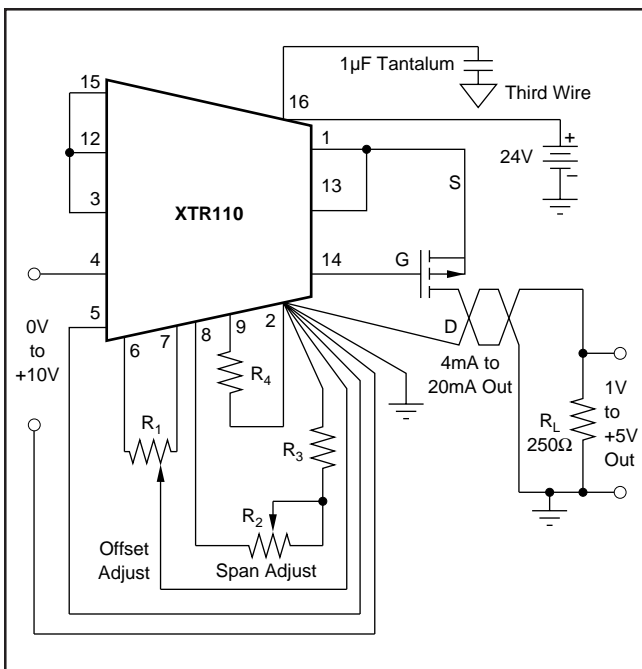 15
12
3
4
5
0V
to
+10V
XTR110
16
1
13
14
6
7
8
9
2
1µF Tantalum
Third Wire
24V
+
–
S
G
D
4mA to
20mA Out
1V
to
+5V
Out
RL
250Ω
R1
R4
R3
R2
Offset
Adjust
Span Adjust